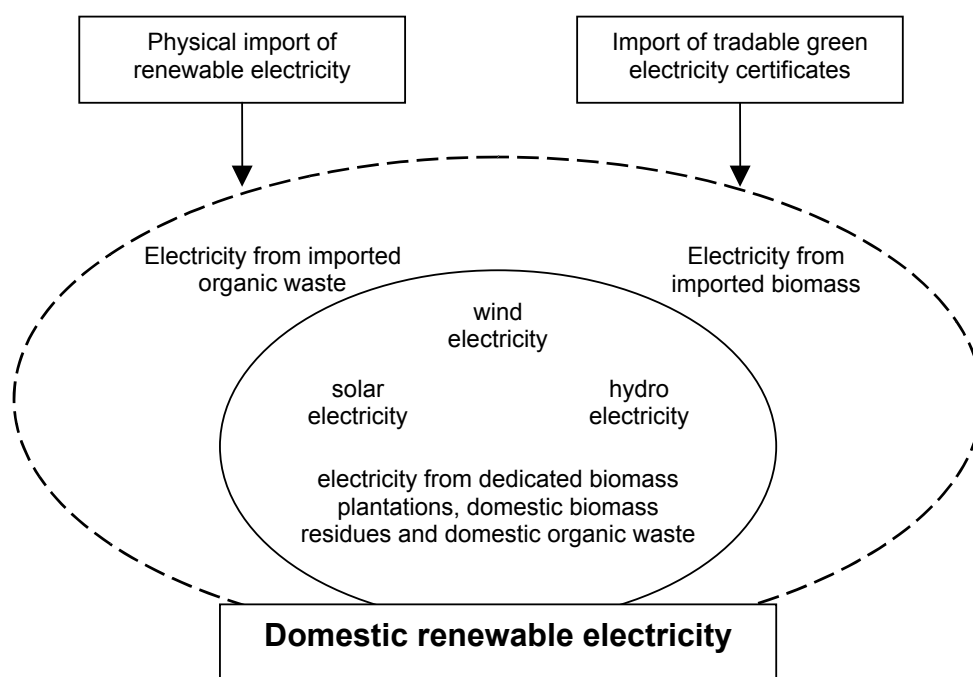 Physical import of
renewable electricity
Import of tradable green
electricity certificates
Electricity from imported
organic waste
Electricity from
imported biomass
wind
electricity
solar
electricity
hydro
electricity
electricity from dedicated biomass
plantations, domestic biomass
residues and domestic organic waste
Domestic renewable electricity